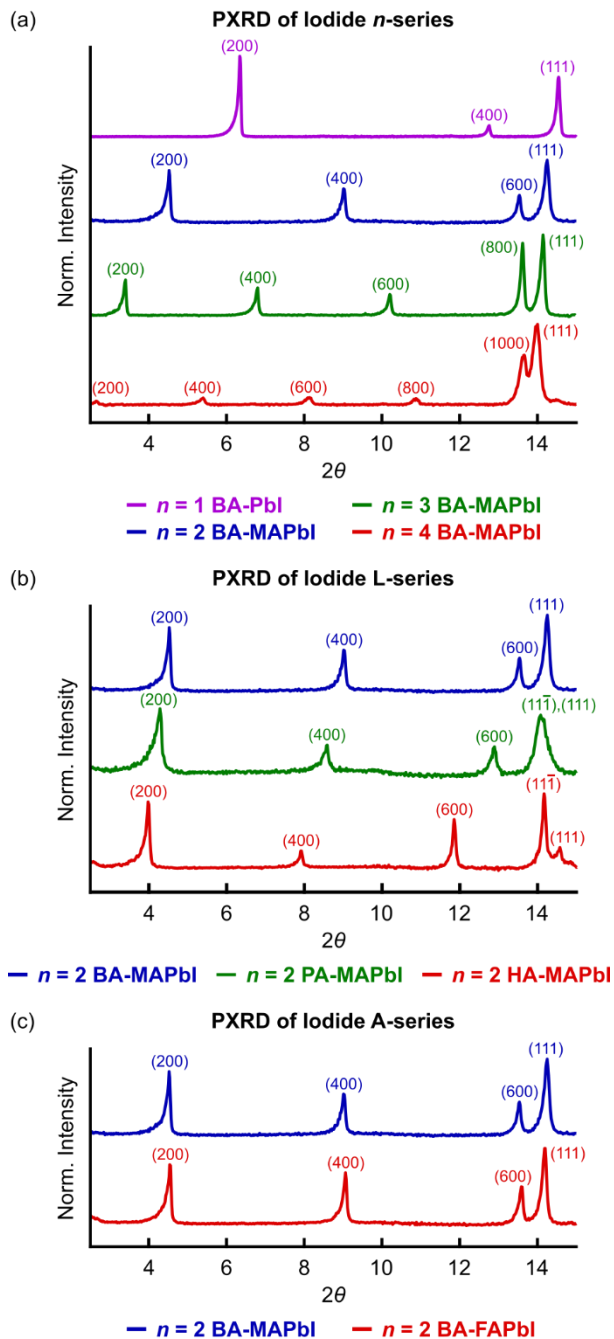 (a)
PXRD of Iodide n-series
(200)
(111)
(400)
(200)
(111)
(400)
(600)
(111)
(800)
(200)
(400)
(600)
(111)
(1000)
(200)
(400)
(600)
(800)
Norm. Intensity
4 6 8 10 12 14
2θ
n = 1 BA-PbI n = 3 BA-MAPbI
n = 2 BA-MAPbI n = 4 BA-MAPbI
(b)
PXRD of Iodide L-series
(200)
(111)
(400)
(600)
(200)
(111̅),(111)
(400)
(600)
(200)
(600)
(111̅)
(400)
(111)
Norm. Intensity
4 6 8 10 12 14
2θ
n = 2 BA-MAPbI n = 2 PA-MAPbI n = 2 HA-MAPbI
(c)
PXRD of Iodide A-series
(200)
(111)
(400)
(600)
(200)
(400)
(111)
(600)
Norm. Intensity
4 6 8 10 12 14
2θ
n = 2 BA-MAPbI n = 2 BA-FAPbI